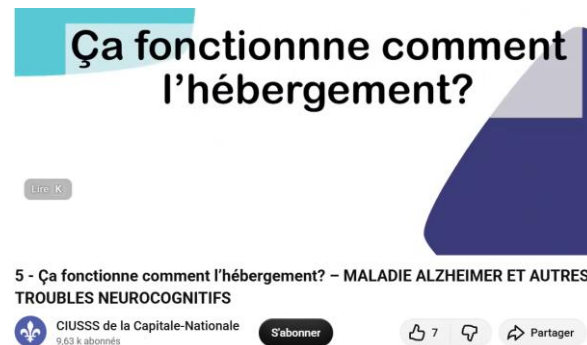 Ça fonctionnne comment
l'hébergement?
Lire K
5 - Ça fonctionne comment l'hébergement? – MALADIE ALZHEIMER ET AUTRES
TROUBLES NEUROCOGNITIFS
CIUSSS de la Capitale-Nationale
9,63 k abonnés
S'abonner
7
Partager